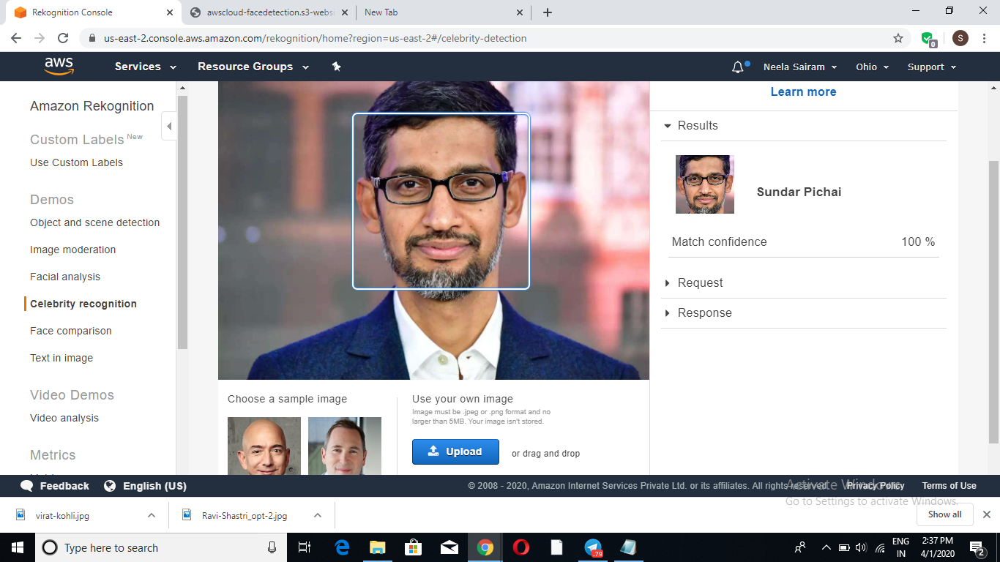 Rekognition Console
awscloud-facedetection.s3-websi
New Tab
us-east-2.console.aws.amazon.com/rekognition/home?region=us-east-2#/celebrity-detection
S
0
aws
Services
Resource Groups
Neela Sairam
Ohio
Support
Amazon Rekognition
Custom Labels New
Use Custom Labels
Demos
Object and scene detection
Image moderation
Facial analysis
Celebrity recognition
Face comparison
Text in image
Video Demos
Video analysis
Metrics
Learn more
Results
Sundar Pichai
Match confidence 100 %
Request
Response
Choose a sample image
Use your own image
Image must be .jpeg or .png format and no
larger than 5MB. Your image isn't stored.
Upload
or drag and drop
Feedback
English (US)
© 2008 - 2020, Amazon Internet Services Private Ltd. or its affiliates. All rights reserved.
Privacy Policy
Terms of Use
Activate Windows
Go to Settings to activate Windows.
virat-kohli.jpg
Ravi-Shastri_opt-2.jpg
Show all
Type here to search
79
ENG
IN
2:37 PM
4/1/2020
2